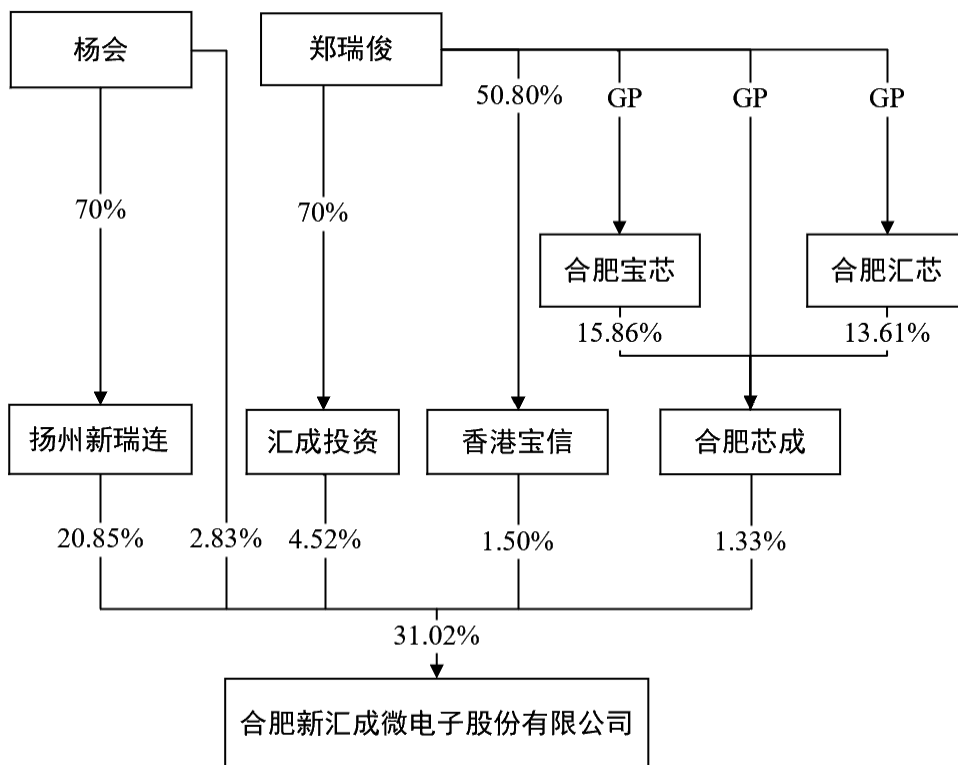 杨会
郑瑞俊
50.80%
GP
GP
GP
70%
70%
合肥宝芯
合肥汇芯
15.86%
13.61%
扬州新瑞连
汇成投资
香港宝信
合肥芯成
20.85%
2.83%
4.52%
1.50%
1.33%
31.02%
合肥新汇成微电子股份有限公司